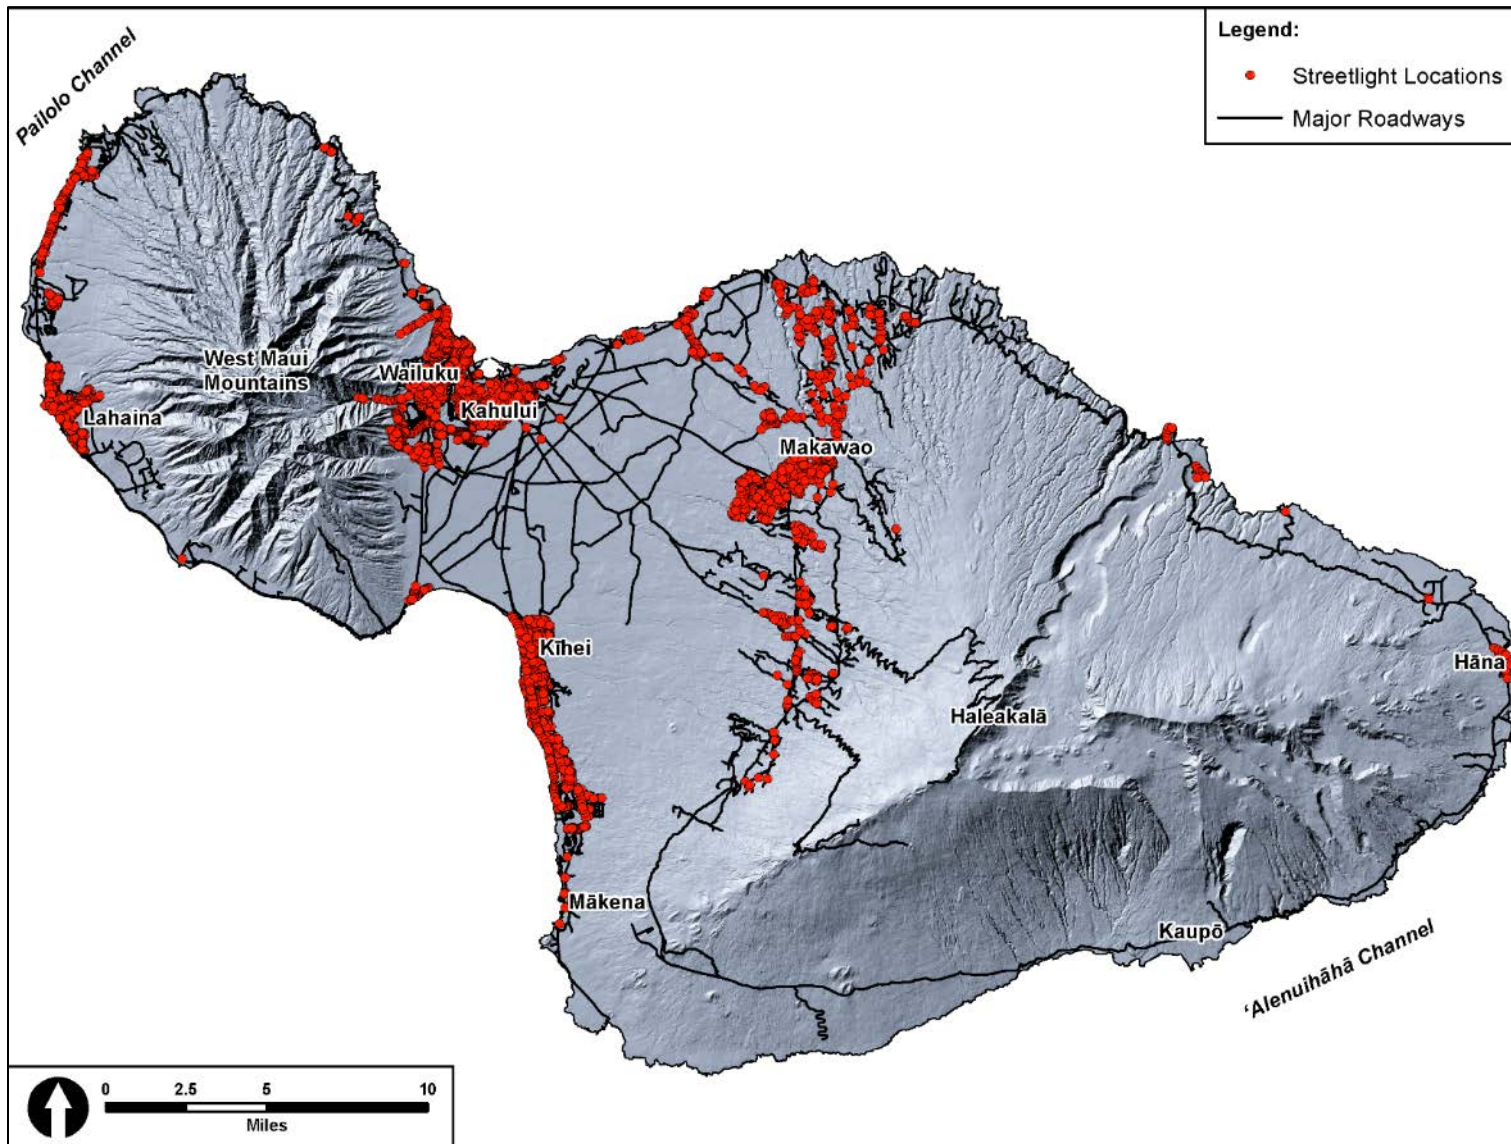 Legend:
Streetlight Locations
Major Roadways
Pailolo Channel
West Maui
Mountains
Wailuku
Kahului
Lahaina
Makawao
Kīhei
Hāna
Haleakalā
Mākena
Kaupō
ʻAlenuihāhā Channel
0 2.5 5 10
Miles